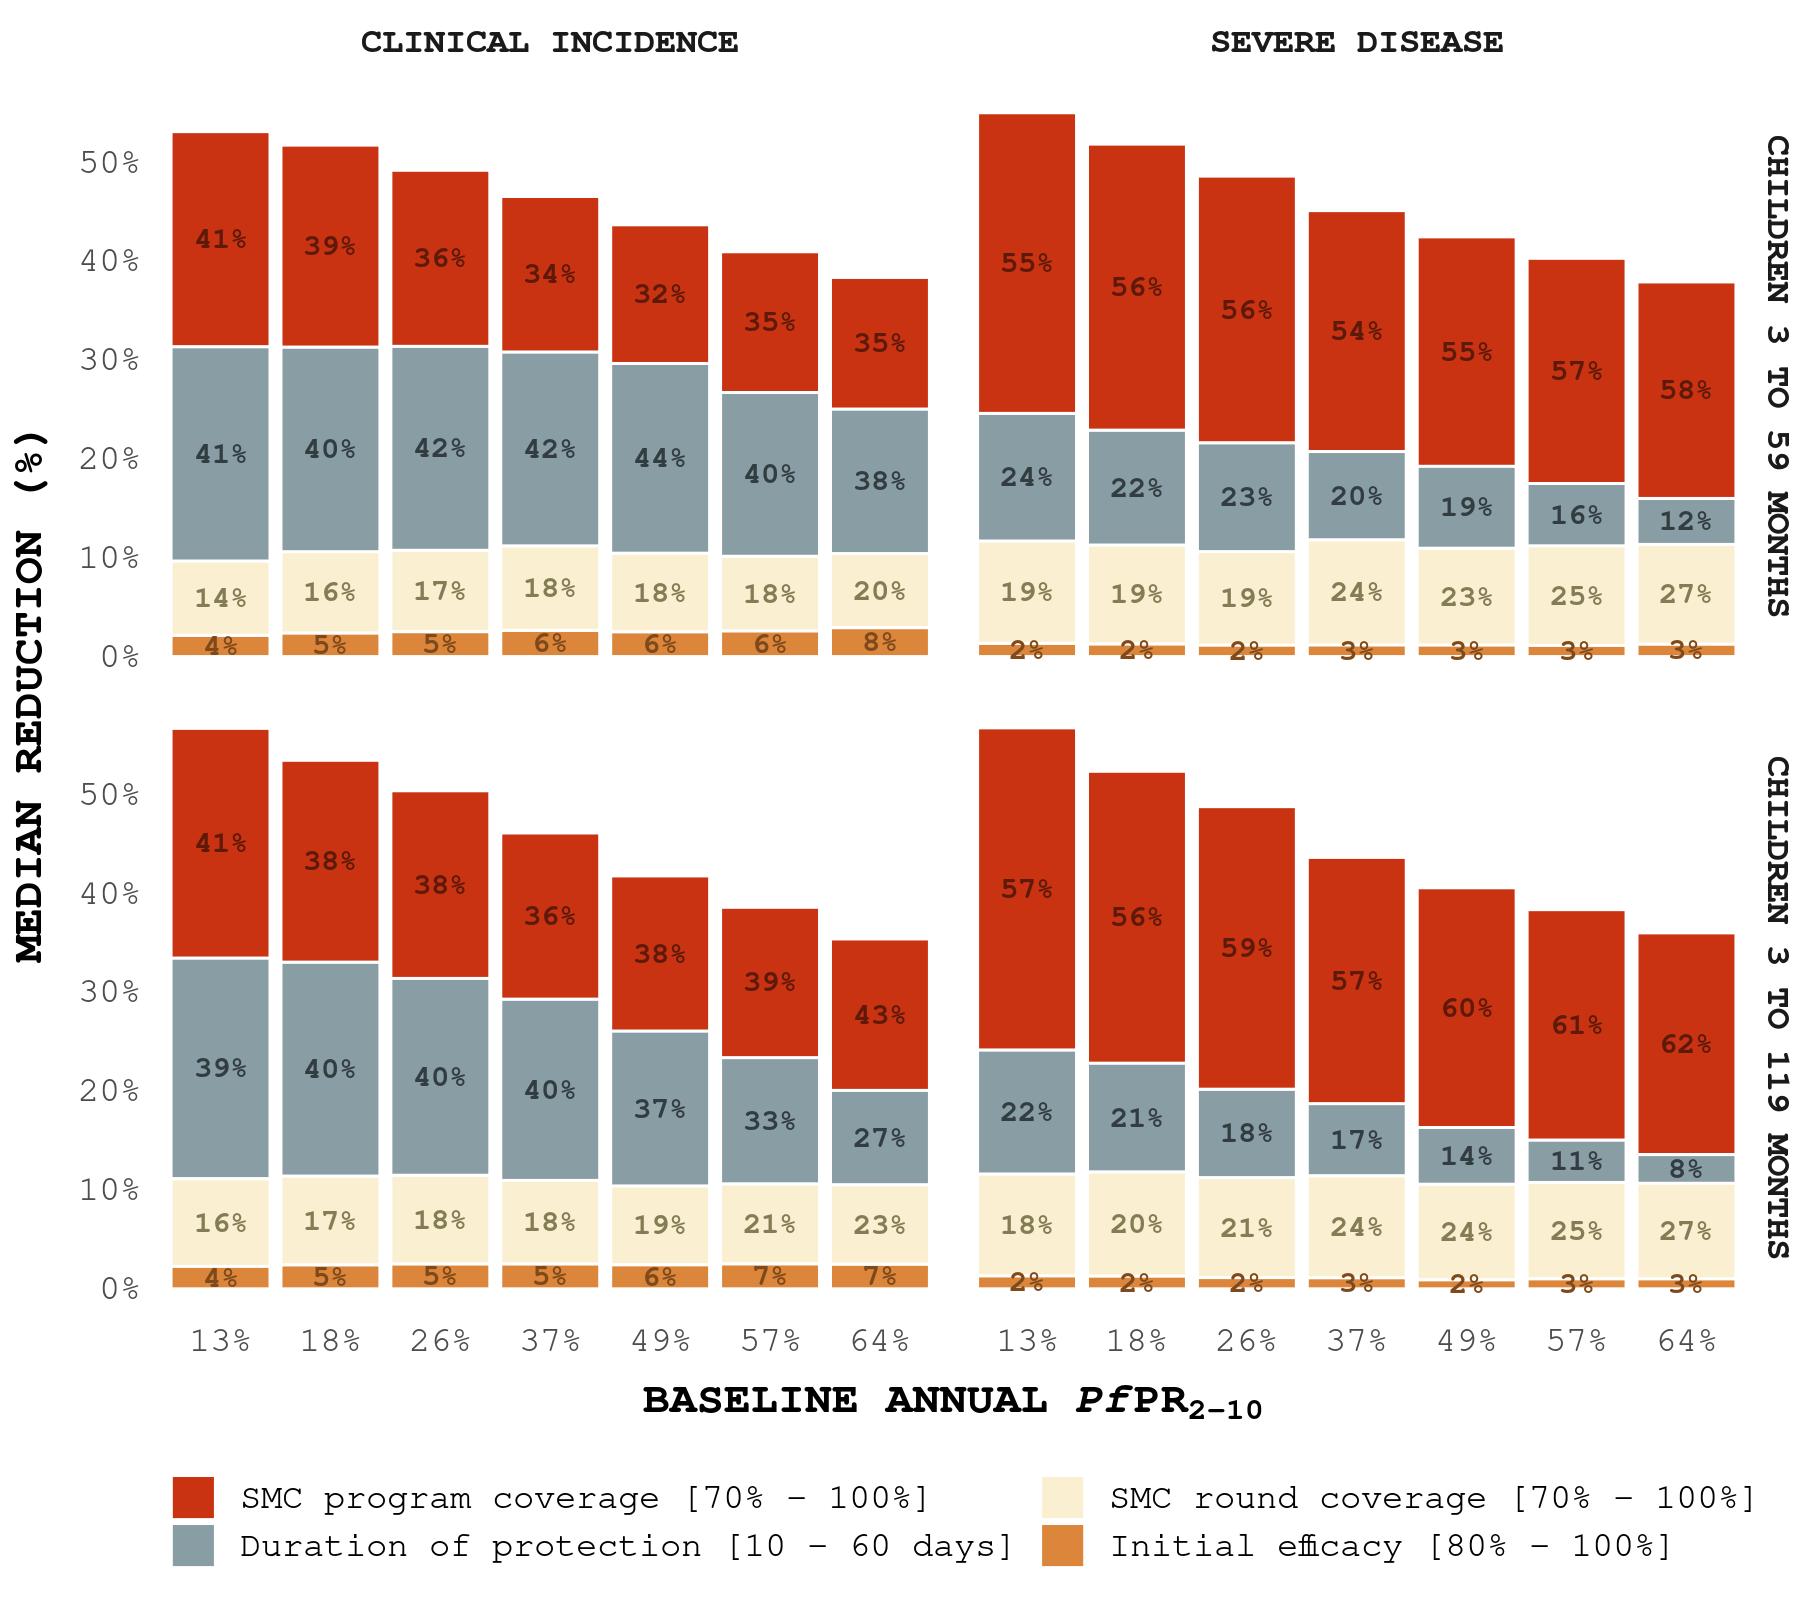 CLINICAL INCIDENCE
SEVERE DISEASE
MEDIAN REDUCTION (%)
50%
40%
30%
20%
10%
0%
41% 39% 36% 34% 32% 35% 35%
41% 40% 42% 42% 44% 40% 38%
14% 16% 17% 18% 18% 18% 20%
4% 5% 5% 6% 6% 6% 8%
55% 56% 56% 54% 55% 57% 58%
24% 22% 23% 20% 19% 16% 12%
19% 19% 19% 24% 23% 25% 27%
2% 2% 2% 3% 3% 3% 3%
CHILDREN 3 TO 59 MONTHS
50%
40%
30%
20%
10%
0%
41% 38% 38% 36% 38% 39% 43%
39% 40% 40% 40% 37% 33% 27%
16% 17% 18% 18% 19% 21% 23%
4% 5% 5% 5% 6% 7% 7%
57% 56% 59% 57% 60% 61% 62%
22% 21% 18% 17% 14% 11% 8%
18% 20% 21% 24% 24% 25% 27%
2% 2% 2% 3% 2% 3% 3%
CHILDREN 3 TO 119 MONTHS
13% 18% 26% 37% 49% 57% 64%
13% 18% 26% 37% 49% 57% 64%
BASELINE ANNUAL PfPR2–10
SMC program coverage [70% – 100%]
SMC round coverage [70% – 100%]
Duration of protection [10 – 60 days]
Initial efficacy [80% – 100%]